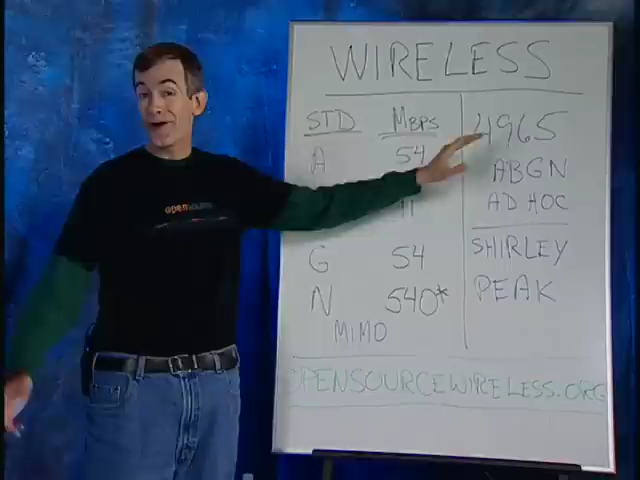 WIRELESS
STD MBPS
A 54
11
G 54
N 540*
MIMO
4965
ABGN
AD HOC
SHIRLEY
PEAK
OPENSOURCEWIRELESS.ORG